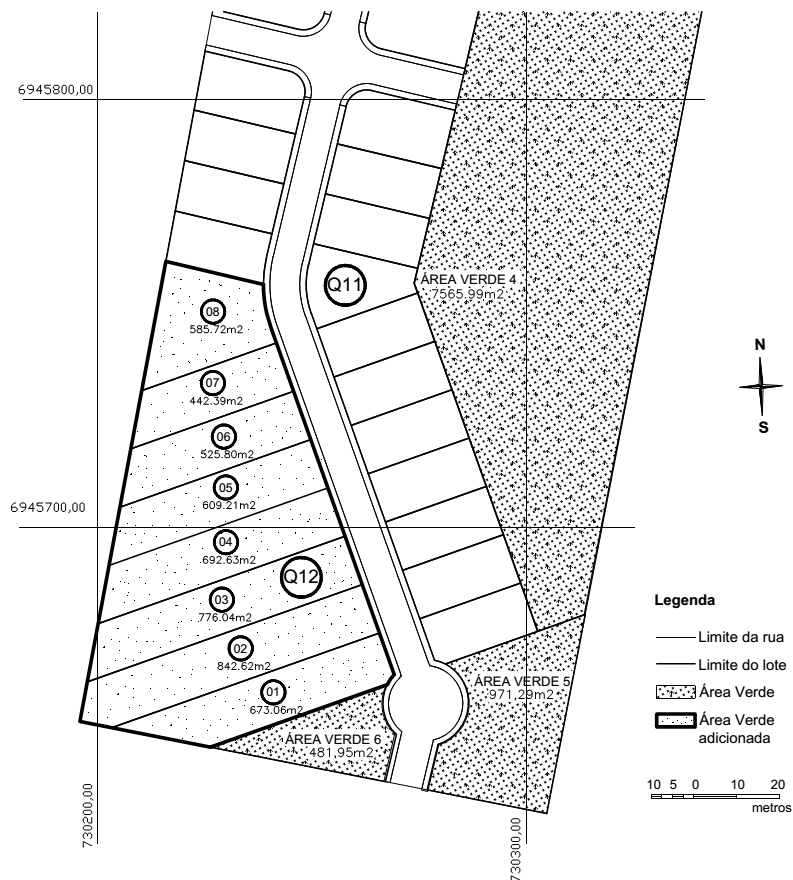 6945800,00
Q11
ÁREA VERDE 4
7565.99m2
08
585.72m2
07
442.39m2
06
525.80m2
05
609.21m2
6945700,00
04
692.63m2
Q12
03
776.04m2
02
842.62m2
01
673.06m2
ÁREA VERDE 5
971,29m2
ÁREA VERDE 6
481,95m2
730200,00
730300,00
N
S
Legenda
Limite da rua
Limite do lote
Área Verde
Área Verde
adicionada
10 5 0 10 20
metros